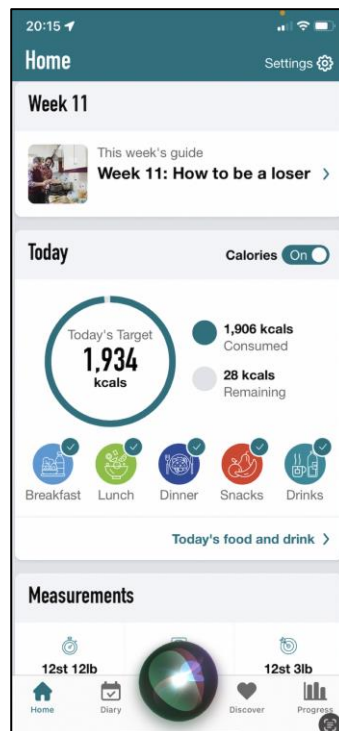 20:15
Home
Settings
Week 11
This week's guide
Week 11: How to be a loser
Today
Calories On
Today's Target
1,934
kcals
1,906 kcals
Consumed
28 kcals
Remaining
Breakfast Lunch Dinner Snacks Drinks
Today's food and drink
Measurements
12st 12lb 12st 3lb
Home Diary Discover Progress